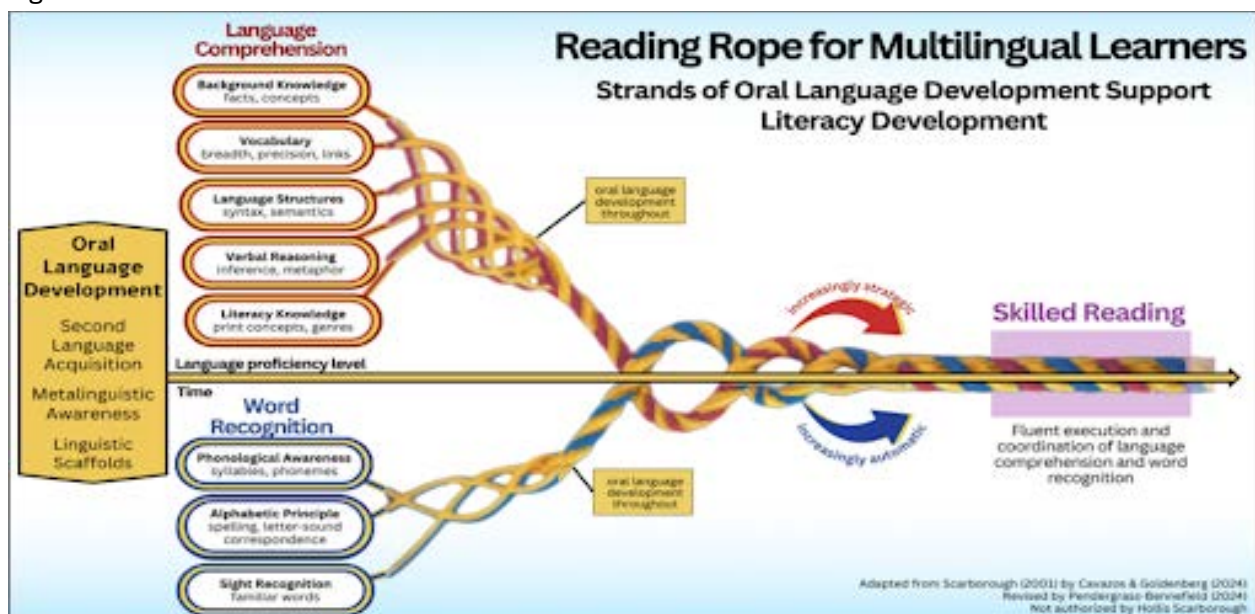 Reading Rope for Multilingual Learners
Strands of Oral Language Development Support
Literacy Development
Language
Comprehension
Background Knowledge
facts, concepts
Vocabulary
breadth, precision, links
Language Structures
syntax, semantics
Verbal Reasoning
inference, metaphor
Literacy Knowledge
print concepts, genres
oral language
development
throughout
Oral
Language
Development
Second
Language
Acquisition
Metalinguistic
Awareness
Linguistic
Scaffolds
Language proficiency level
Time
Word
Recognition
Phonological Awareness
syllables, phonemes
Alphabetic Principle
spelling, letter-sound
correspondence
Sight Recognition
familiar words
oral language
development
throughout
increasingly strategic
increasingly automatic
Skilled Reading
Fluent execution and
coordination of language
comprehension and word
recognition
Adapted from Scarborough (2001) by Cavazos & Goldenberg (2024)
Revised by Pendergrass-Bennefield (2024)
Not authorized by Hollis Scarborough